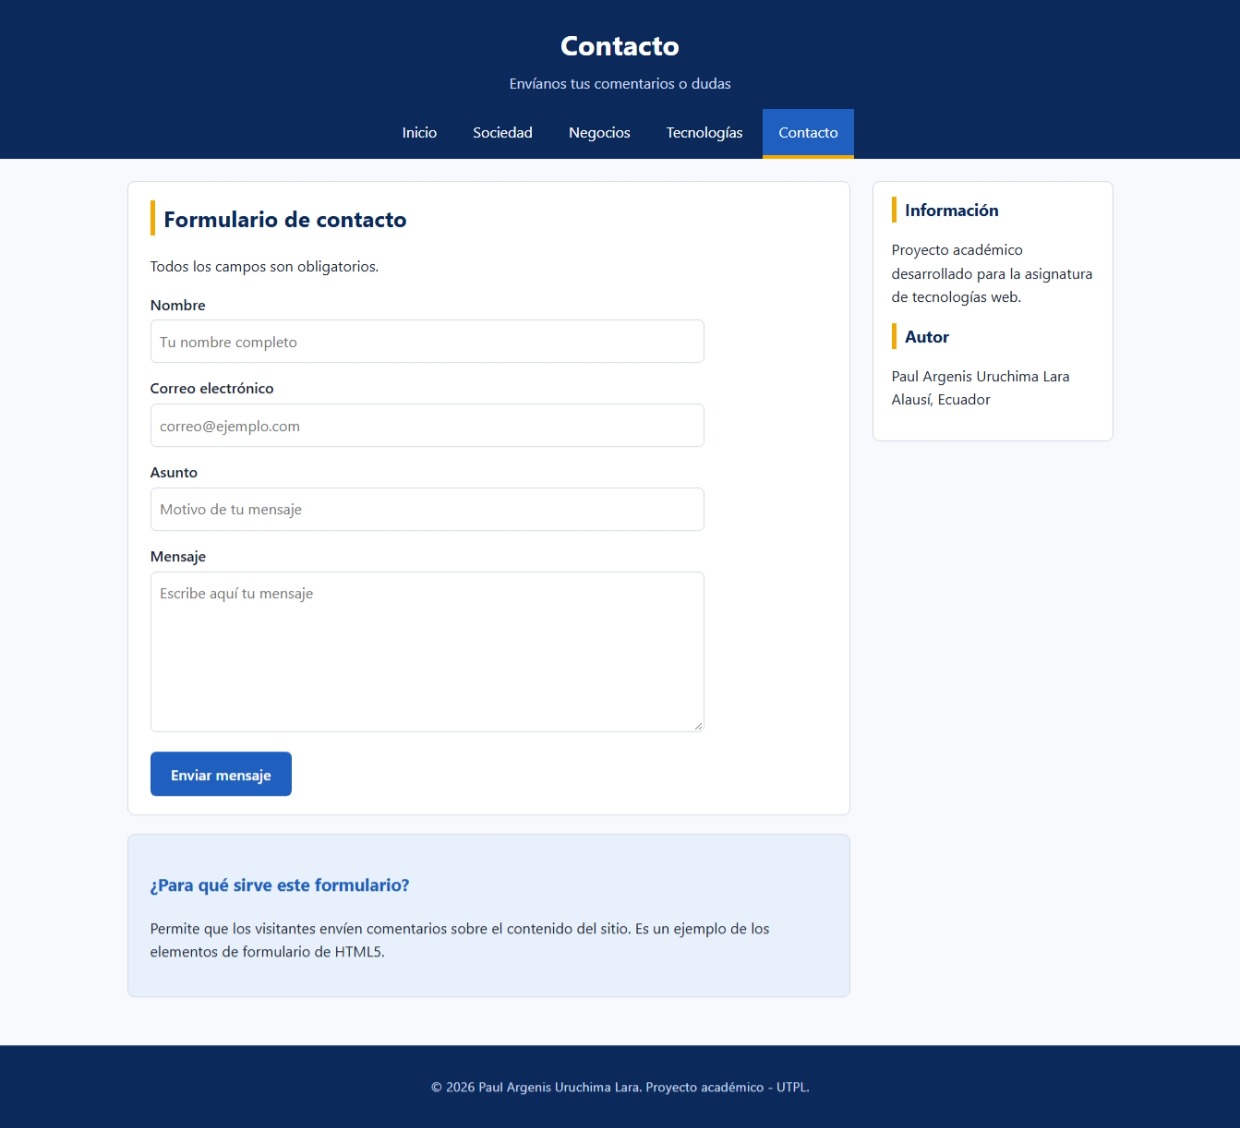 Contacto
Envíanos tus comentarios o dudas
Inicio Sociedad Negocios Tecnologías Contacto
Formulario de contacto
Todos los campos son obligatorios.
Nombre
Tu nombre completo
Correo electrónico
correo@ejemplo.com
Asunto
Motivo de tu mensaje
Mensaje
Escribe aquí tu mensaje
Enviar mensaje
¿Para qué sirve este formulario?
Permite que los visitantes envíen comentarios sobre el contenido del sitio. Es un ejemplo de los
elementos de formulario de HTML5.
Información
Proyecto académico
desarrollado para la asignatura
de tecnologías web.
Autor
Paul Argenis Uruchima Lara
Alausí, Ecuador
© 2026 Paul Argenis Uruchima Lara. Proyecto académico - UTPL.